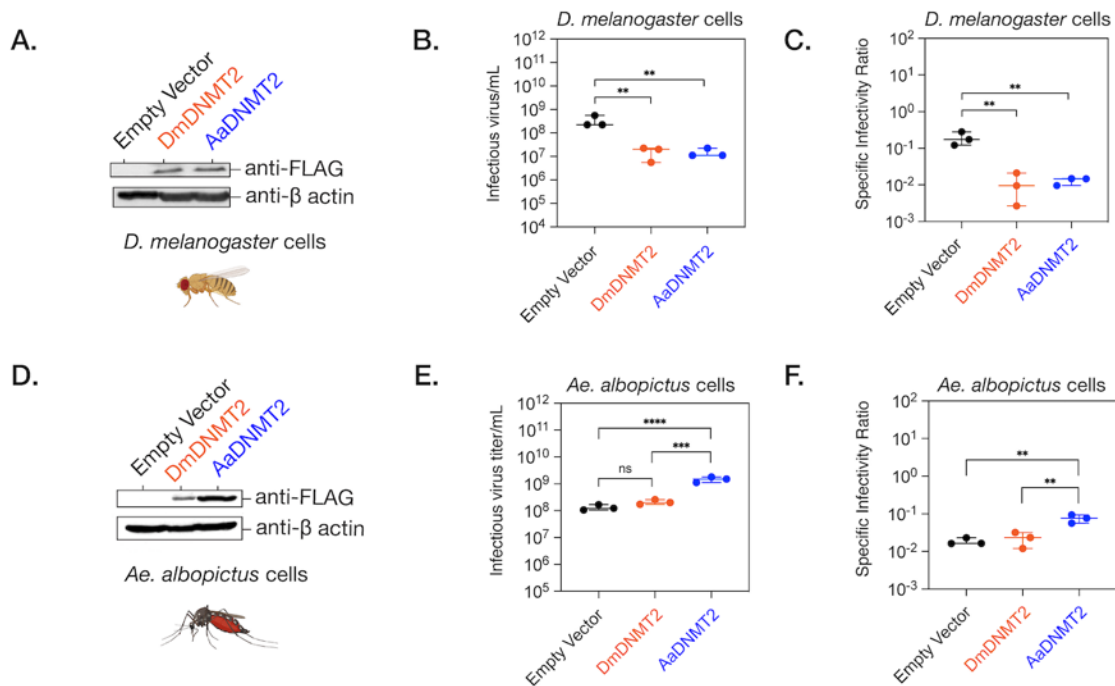 A.
Empty Vector
DmDNMT2
AaDNMT2
anti-FLAG
anti-β actin
D. melanogaster cells
B.
D. melanogaster cells
Infectious virus/mL
10¹²
10¹¹
10¹⁰
10⁹
10⁸
10⁷
10⁶
10⁵
10⁴
**
**
Empty Vector
DmDNMT2
AaDNMT2
C.
D. melanogaster cells
Specific Infectivity Ratio
10²
10¹
10⁰
10⁻¹
10⁻²
10⁻³
**
**
Empty Vector
DmDNMT2
AaDNMT2
D.
Empty Vector
DmDNMT2
AaDNMT2
anti-FLAG
anti-β actin
Ae. albopictus cells
E.
Ae. albopictus cells
Infectious virus titer/mL
10¹²
10¹¹
10¹⁰
10⁹
10⁸
10⁷
10⁶
10⁵
****
***
ns
Empty Vector
DmDNMT2
AaDNMT2
F.
Ae. albopictus cells
Specific Infectivity Ratio
10²
10¹
10⁰
10⁻¹
10⁻²
10⁻³
**
**
Empty Vector
DmDNMT2
AaDNMT2